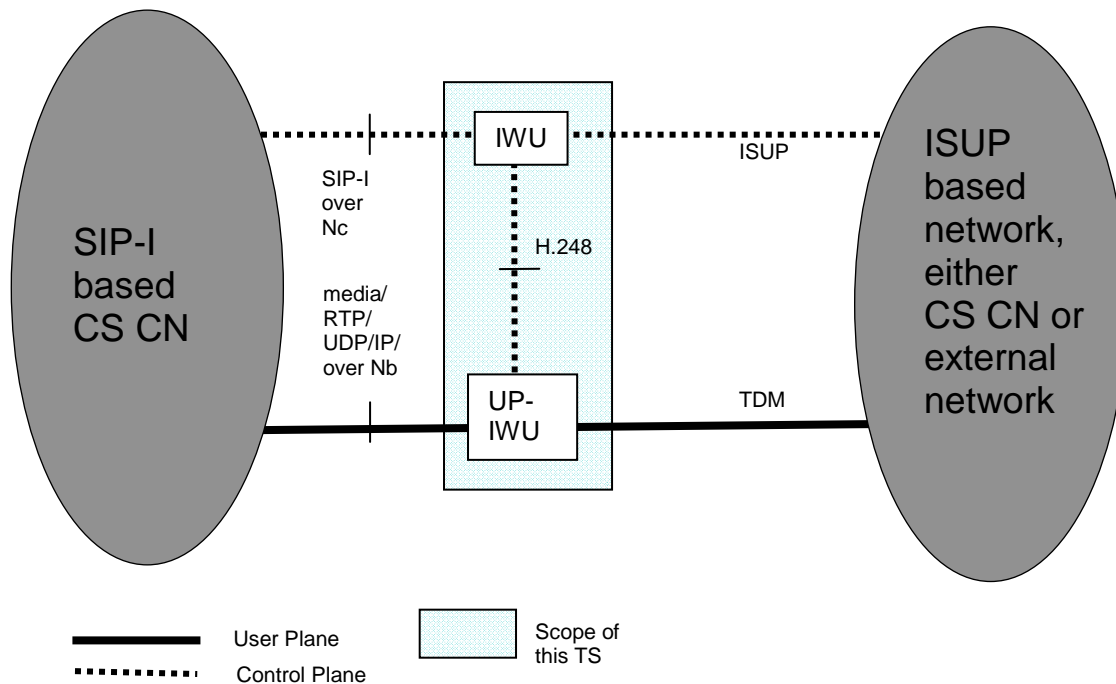 SIP-I
based
CS CN
SIP-I
over
Nc
media/
RTP/
UDP/IP/
over Nb
IWU
H.248
UP-
IWU
ISUP
TDM
ISUP
based
network,
either
CS CN or
external
network
User Plane
Control Plane
Scope of
this TS